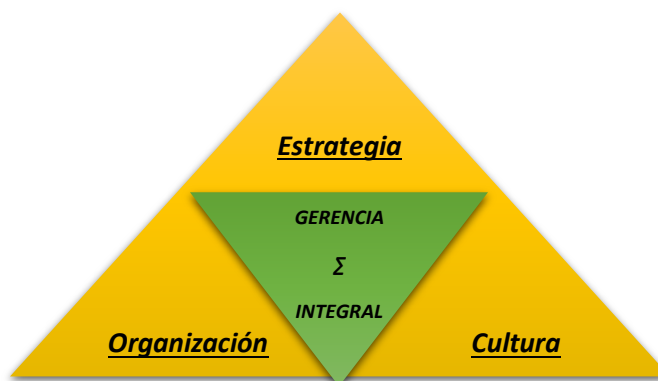 Estrategia
GERENCIA
Σ
INTEGRAL
Organización
Cultura